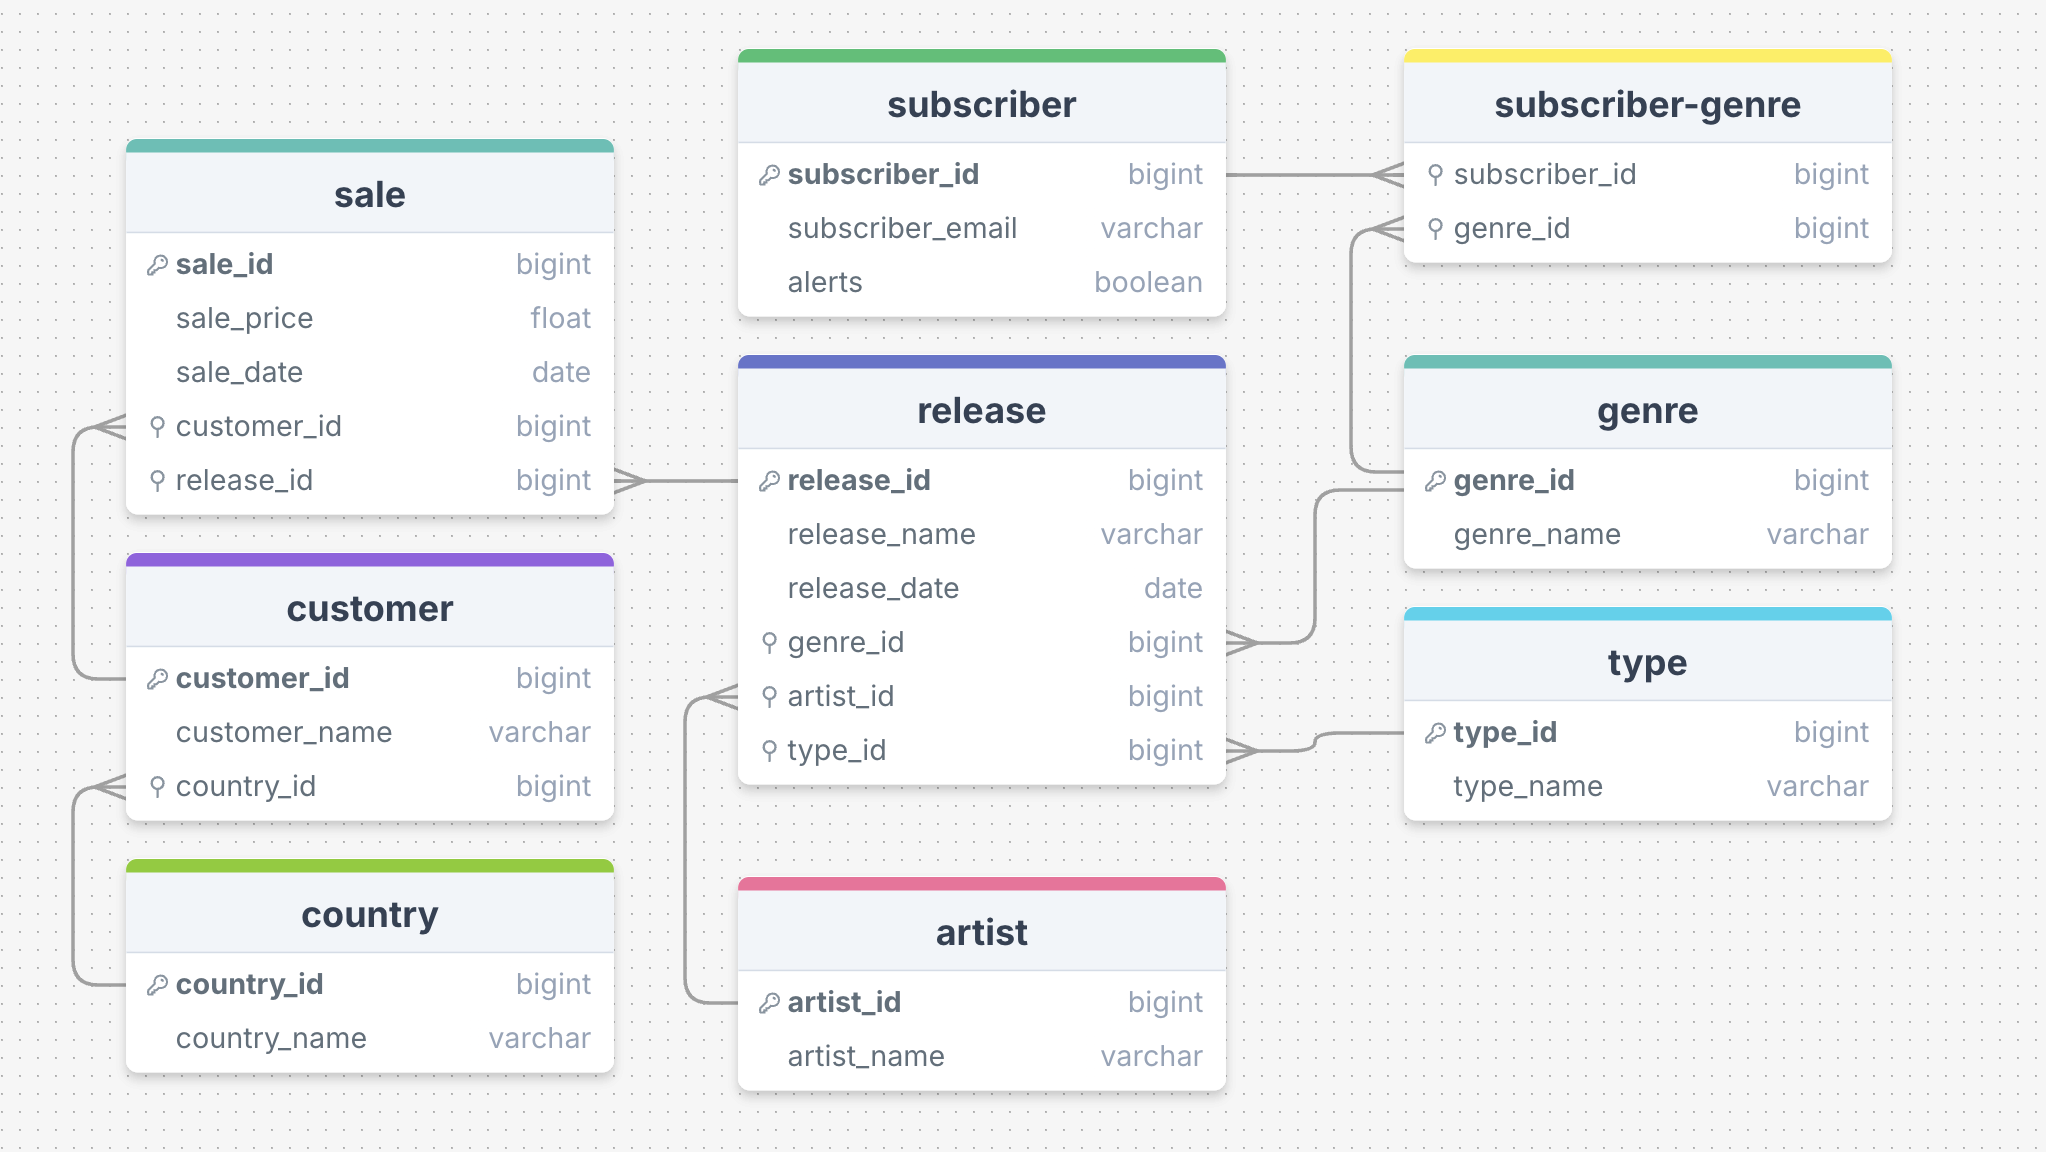 sale
sale_id bigint
sale_price float
sale_date date
customer_id bigint
release_id bigint
customer
customer_id bigint
customer_name varchar
country_id bigint
country
country_id bigint
country_name varchar
subscriber
subscriber_id bigint
subscriber_email varchar
alerts boolean
release
release_id bigint
release_name varchar
release_date date
genre_id bigint
artist_id bigint
type_id bigint
artist
artist_id bigint
artist_name varchar
subscriber-genre
subscriber_id bigint
genre_id bigint
genre
genre_id bigint
genre_name varchar
type
type_id bigint
type_name varchar